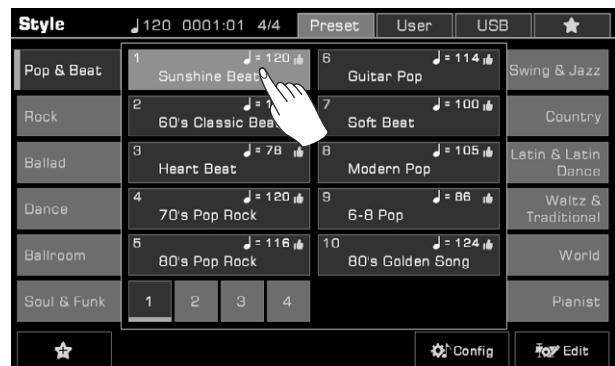 Style ♩120 0001:01 4/4 Preset User USB
Pop & Beat
Rock
Ballad
Dance
Ballroom
Soul & Funk
1 ♩= 120
Sunshine Beat
2 ♩= 1
60's Classic Bea
3 ♩= 78
Heart Beat
4 ♩= 120
70's Pop Rock
5 ♩= 116
80's Pop Rock
6 ♩= 114
Guitar Pop
7 ♩= 100
Soft Beat
8 ♩= 105
Modern Pop
9 ♩= 86
6-8 Pop
10 ♩= 124
80's Golden Song
1 2 3 4
Swing & Jazz
Country
Latin & Latin
Dance
Waltz &
Traditional
World
Pianist
Config Edit